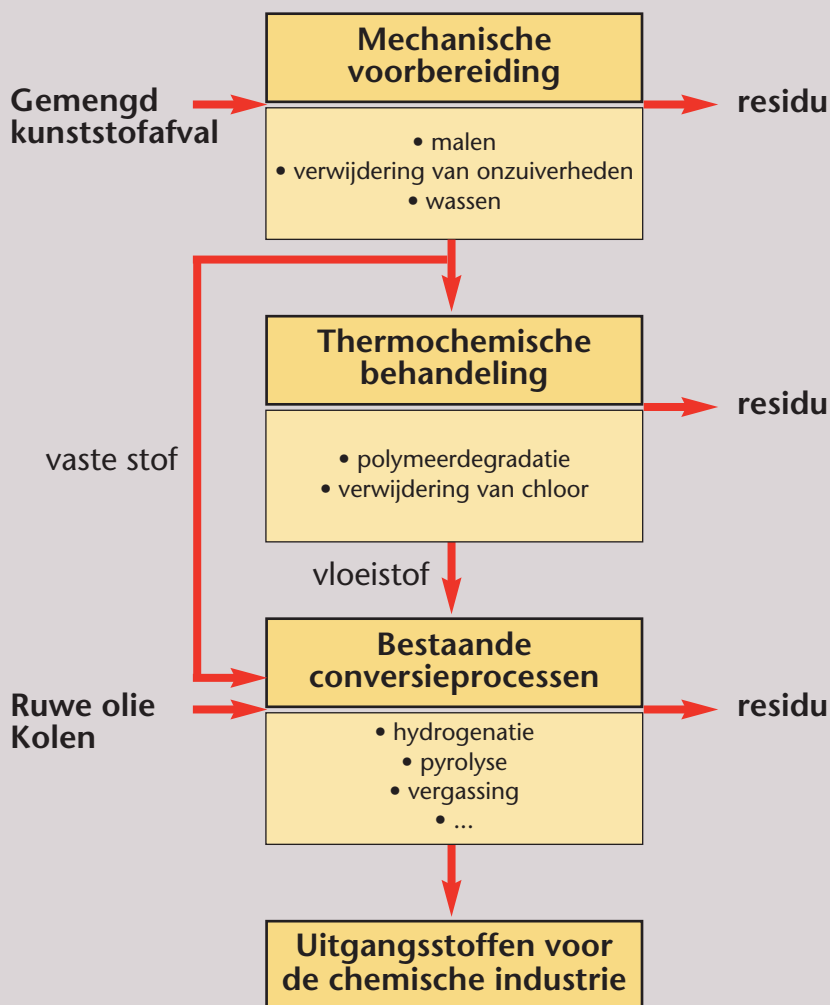 Mechanische
voorbereiding
Gemengd
kunststofafval
residu
• malen
• verwijdering van onzuiverheden
• wassen
Thermochemische
behandeling
residu
vaste stof
• polymeerdegradatie
• verwijdering van chloor
vloeistof
Bestaande
conversieprocessen
Ruwe olie
Kolen
residu
• hydrogenatie
• pyrolyse
• vergassing
• ...
Uitgangsstoffen voor
de chemische industrie